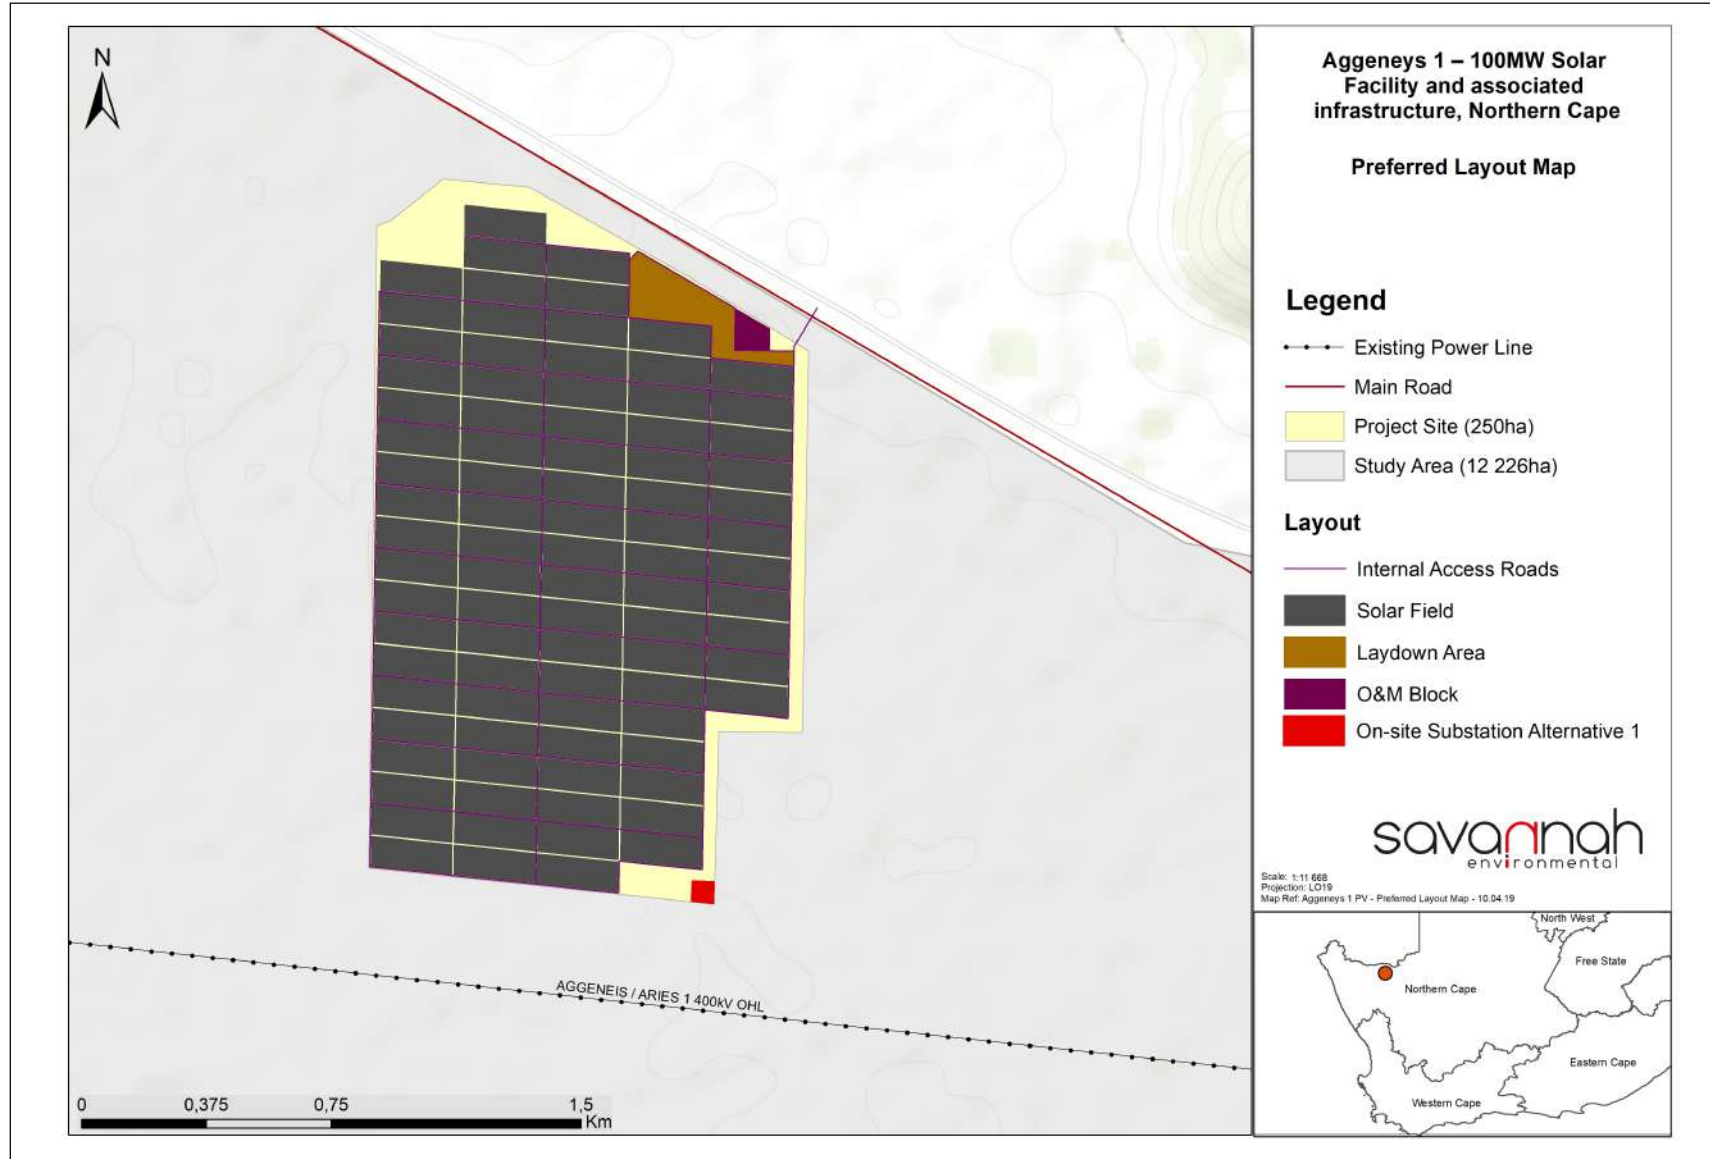 N
AGGENEIS / ARIES 1 400kV OHL
0 0,375 0,75 1,5
Km
Aggeneys 1 – 100MW Solar
Facility and associated
infrastructure, Northern Cape
Preferred Layout Map
Legend
Existing Power Line
Main Road
Project Site (250ha)
Study Area (12 226ha)
Layout
Internal Access Roads
Solar Field
Laydown Area
O&M Block
On-site Substation Alternative 1
savannah
environmental
Scale: 1:11 668
Projection: LO19
Map Ref: Aggeneys 1 PV - Preferred Layout Map - 10.04.19
North West
Free State
Northern Cape
Eastern Cape
Western Cape